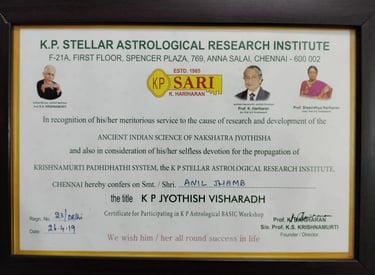 K.P. STELLAR ASTROLOGICAL RESEARCH INSTITUTE
F-21A, FIRST FLOOR, SPENCER PLAZA, 769, ANNA SALAI, CHENNAI - 600 002
ESTD. 1985
KP SARI
K. HARIHARAN
Prof. K. Hariharan
In recognition of his/her meritorious service to the cause of research and development of the
ANCIENT INDIAN SCIENCE OF NAKSHATRA JYOTHISHA
and also in consideration of his/her selfless devotion for the propagation of
KRISHNAMURTI PADHDHATHI SYSTEM, the K P STELLAR ASTROLOGICAL RESEARCH INSTITUTE,
CHENNAI hereby confers on Smt. / Shri. ANIL JHAMB
the title K P JYOTHISH VISHARADH
Certificate for Participating in K P Astrological BASIC Workshop
Regn. No. 23/Delhi
Date: 21-4-19
Prof. K. HARIHARAN
S/o. Prof. K.S. KRISHNAMURTI
Founder / Director
We wish him / her all round success in life